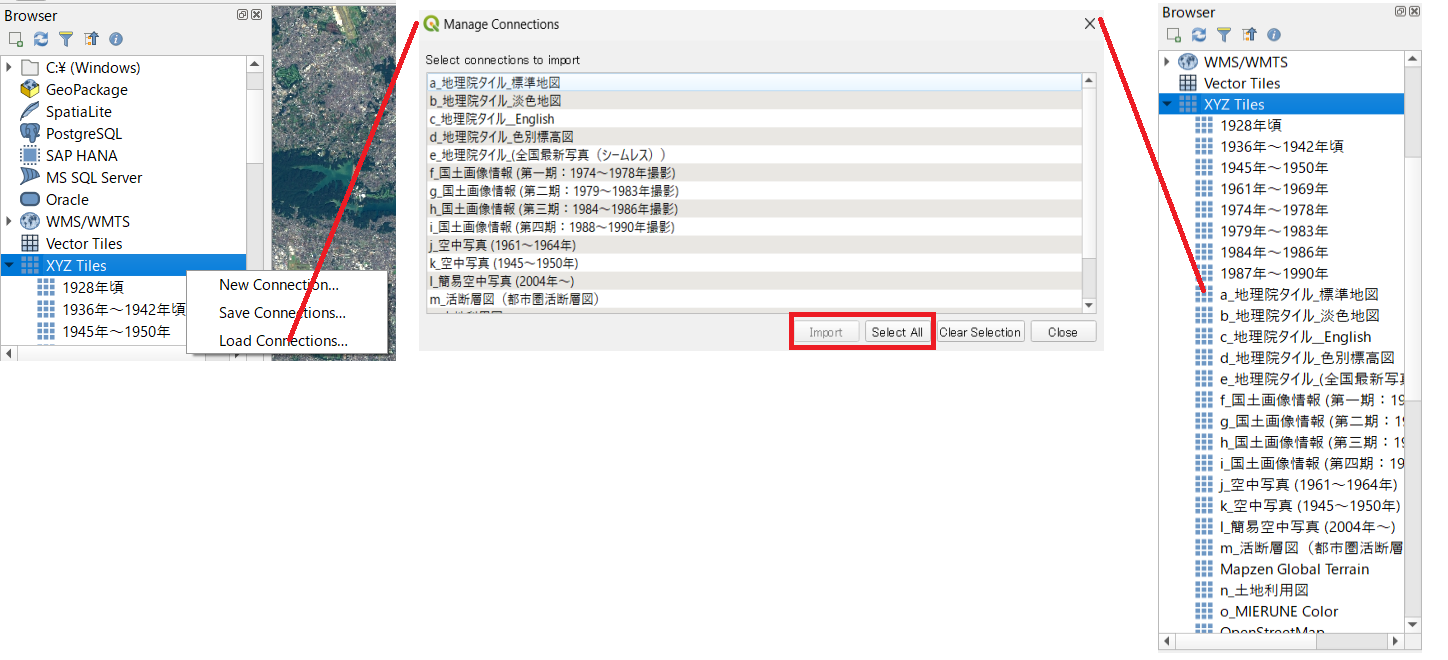 Browser
C:¥ (Windows)
GeoPackage
SpatiaLite
PostgreSQL
SAP HANA
MS SQL Server
Oracle
WMS/WMTS
Vector Tiles
XYZ Tiles
1928年頃
1936年～1942年頃
1945年～1950年
New Connection...
Save Connections...
Load Connections...
Manage Connections
Select connections to import
a_地理院タイル_標準地図
b_地理院タイル_淡色地図
c_地理院タイル__English
d_地理院タイル_色別標高図
e_地理院タイル_(全国最新写真（シームレス）)
f_国土画像情報 (第一期：1974～1978年撮影)
g_国土画像情報 (第二期：1979～1983年撮影)
h_国土画像情報 (第三期：1984～1986年撮影)
i_国土画像情報 (第四期：1988～1990年撮影)
j_空中写真 (1961～1964年)
k_空中写真 (1945～1950年)
l_簡易空中写真 (2004年～)
m_活断層図（都市圏活断層図）
Import
Select All
Clear Selection
Close
Browser
WMS/WMTS
Vector Tiles
XYZ Tiles
1928年頃
1936年～1942年頃
1945年～1950年
1961年～1969年
1974年～1978年
1979年～1983年
1984年～1986年
1987年～1990年
a_地理院タイル_標準地図
b_地理院タイル_淡色地図
c_地理院タイル__English
d_地理院タイル_色別標高図
e_地理院タイル_(全国最新写真
f_国土画像情報 (第一期：19
g_国土画像情報 (第二期：19
h_国土画像情報 (第三期：19
i_国土画像情報 (第四期：19
j_空中写真 (1961～1964年)
k_空中写真 (1945～1950年)
l_簡易空中写真 (2004年～)
m_活断層図（都市圏活断層
Mapzen Global Terrain
n_土地利用図
o_MIERUNE Color
OpenStreetMap